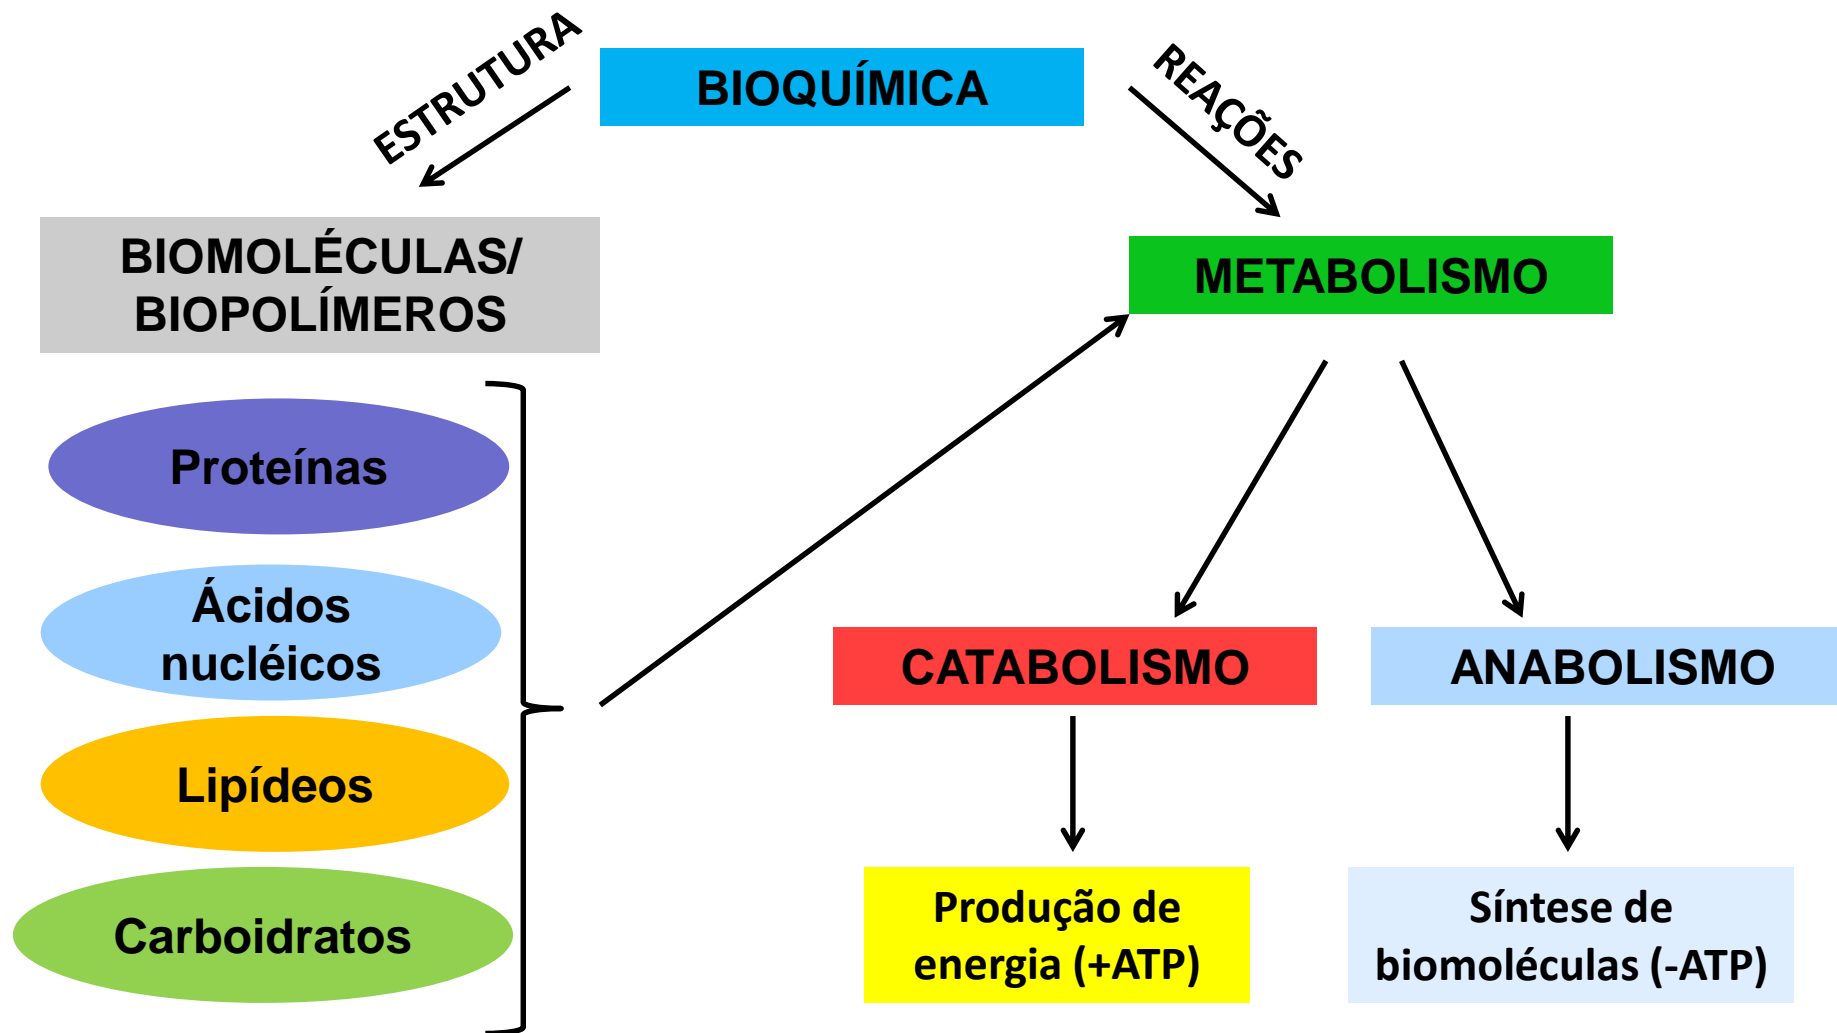 ESTRUTURA
BIOQUÍMICA
REAÇÕES
BIOMOLÉCULAS/
BIOPOLÍMEROS
METABOLISMO
Proteínas
Ácidos
nucléicos
Lipídeos
Carboidratos
CATABOLISMO
ANABOLISMO
Produção de
energia (+ATP)
Síntese de
biomoléculas (-ATP)